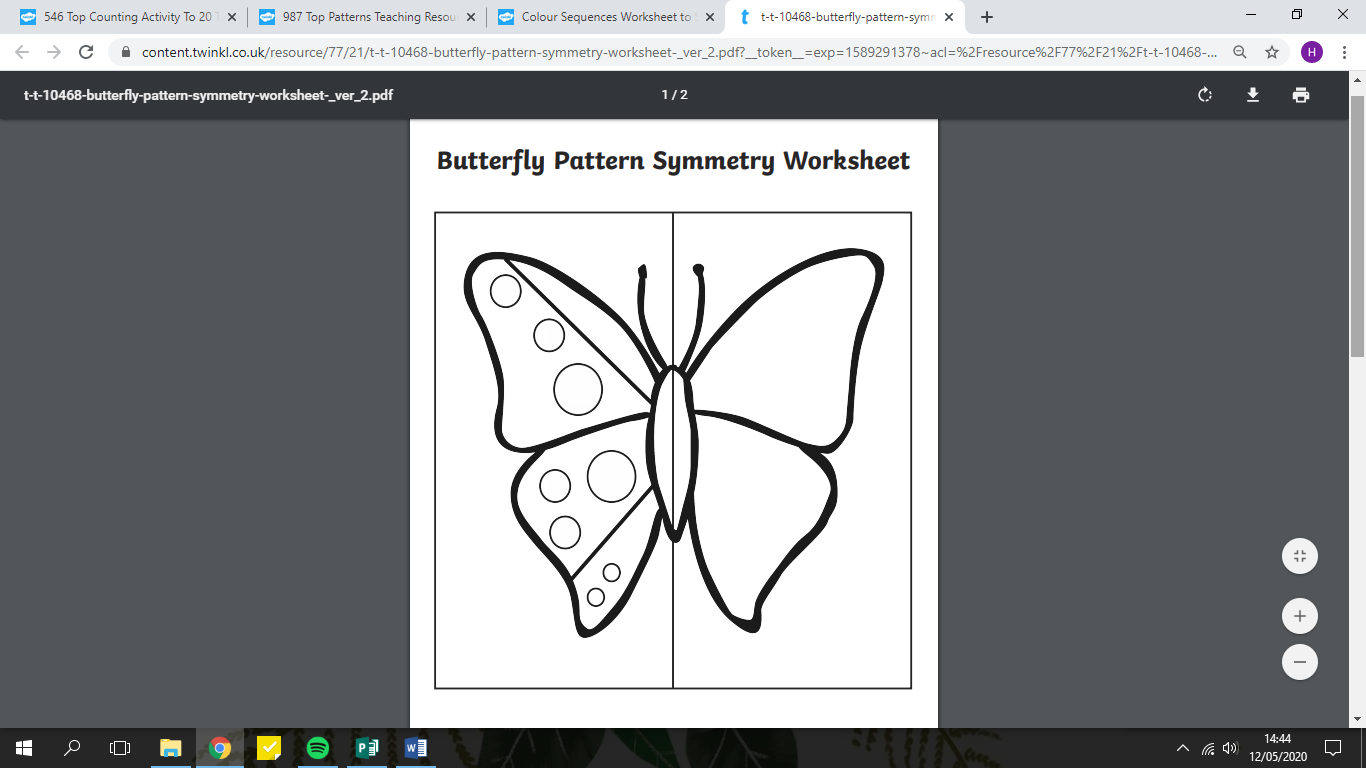 546 Top Counting Activity To 20
987 Top Patterns Teaching Resou
Colour Sequences Worksheet to
t-t-10468-butterfly-pattern-symm
content.twinkl.co.uk/resource/77/21/t-t-10468-butterfly-pattern-symmetry-worksheet-_ver_2.pdf?__token__=exp=1589291378~acl=%2Fresource%2F77%2F21%2Ft-t-10468-...
H
t-t-10468-butterfly-pattern-symmetry-worksheet-_ver_2.pdf
1 / 2
Butterfly Pattern Symmetry Worksheet
14:44
12/05/2020